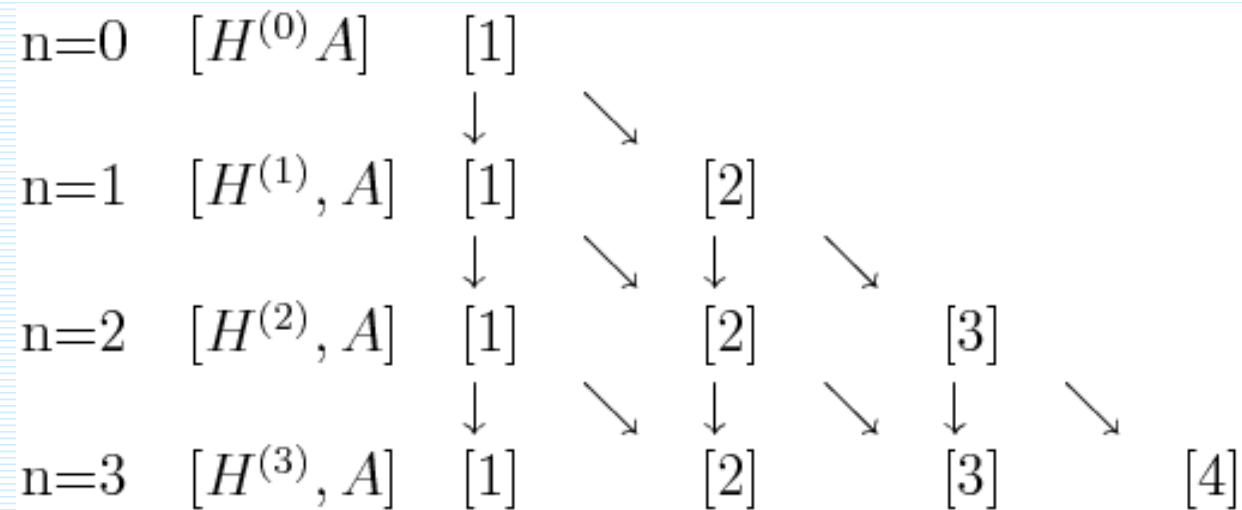 n=0 [H^{(0)} A] [1]
↓ ↘
n=1 [H^{(1)}, A] [1] [2]
↓ ↘ ↓ ↘
n=2 [H^{(2)}, A] [1] [2] [3]
↓ ↘ ↓ ↘ ↓ ↘
n=3 [H^{(3)}, A] [1] [2] [3] [4]